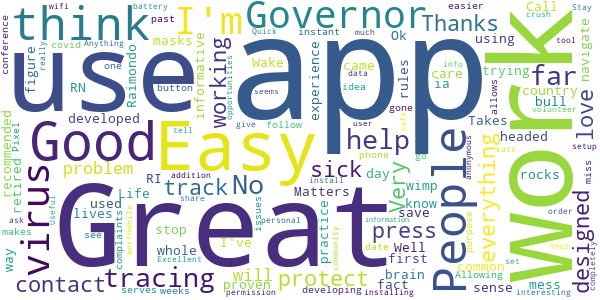 app
use
Great
Work
Easy
Good
think
Governor
I'm
People
virus
help
far
No
track
sick
tracing
contact
protect
press
working
love
Very
everything
designed
Thanks
will
problem
headed
bull
using
Call
easier
crush
Stay
tool
wifi
battery
past
Anything
Quick
instant
much
Ok
conference
really
covid
masks
figure
one
button
Wake
opportunities
seems
data
idea
came
care
ia
rules
trying
allows
info
navigate
country
volunteer
RN
Raimondo
informative
experience
developed
tell
give
follow
user
gone
safe
eats
setup
recommended
retired
Pixel
addition
RI
Life
share
Matters
install
phone
go
day
wimp
anonymous
Takes
rocks
miss
order
used
Useful
lives
complaints
worthwhile
stop
issues
personal
practice
community
know
save
Well
first
purpose
common
set
need
mess
way
ask
makes
see
I've
whole
Excellent
proven
date
information
brain
fact
sense
Allowing
interesting
completely
serves
weeks
permission
developing
installing